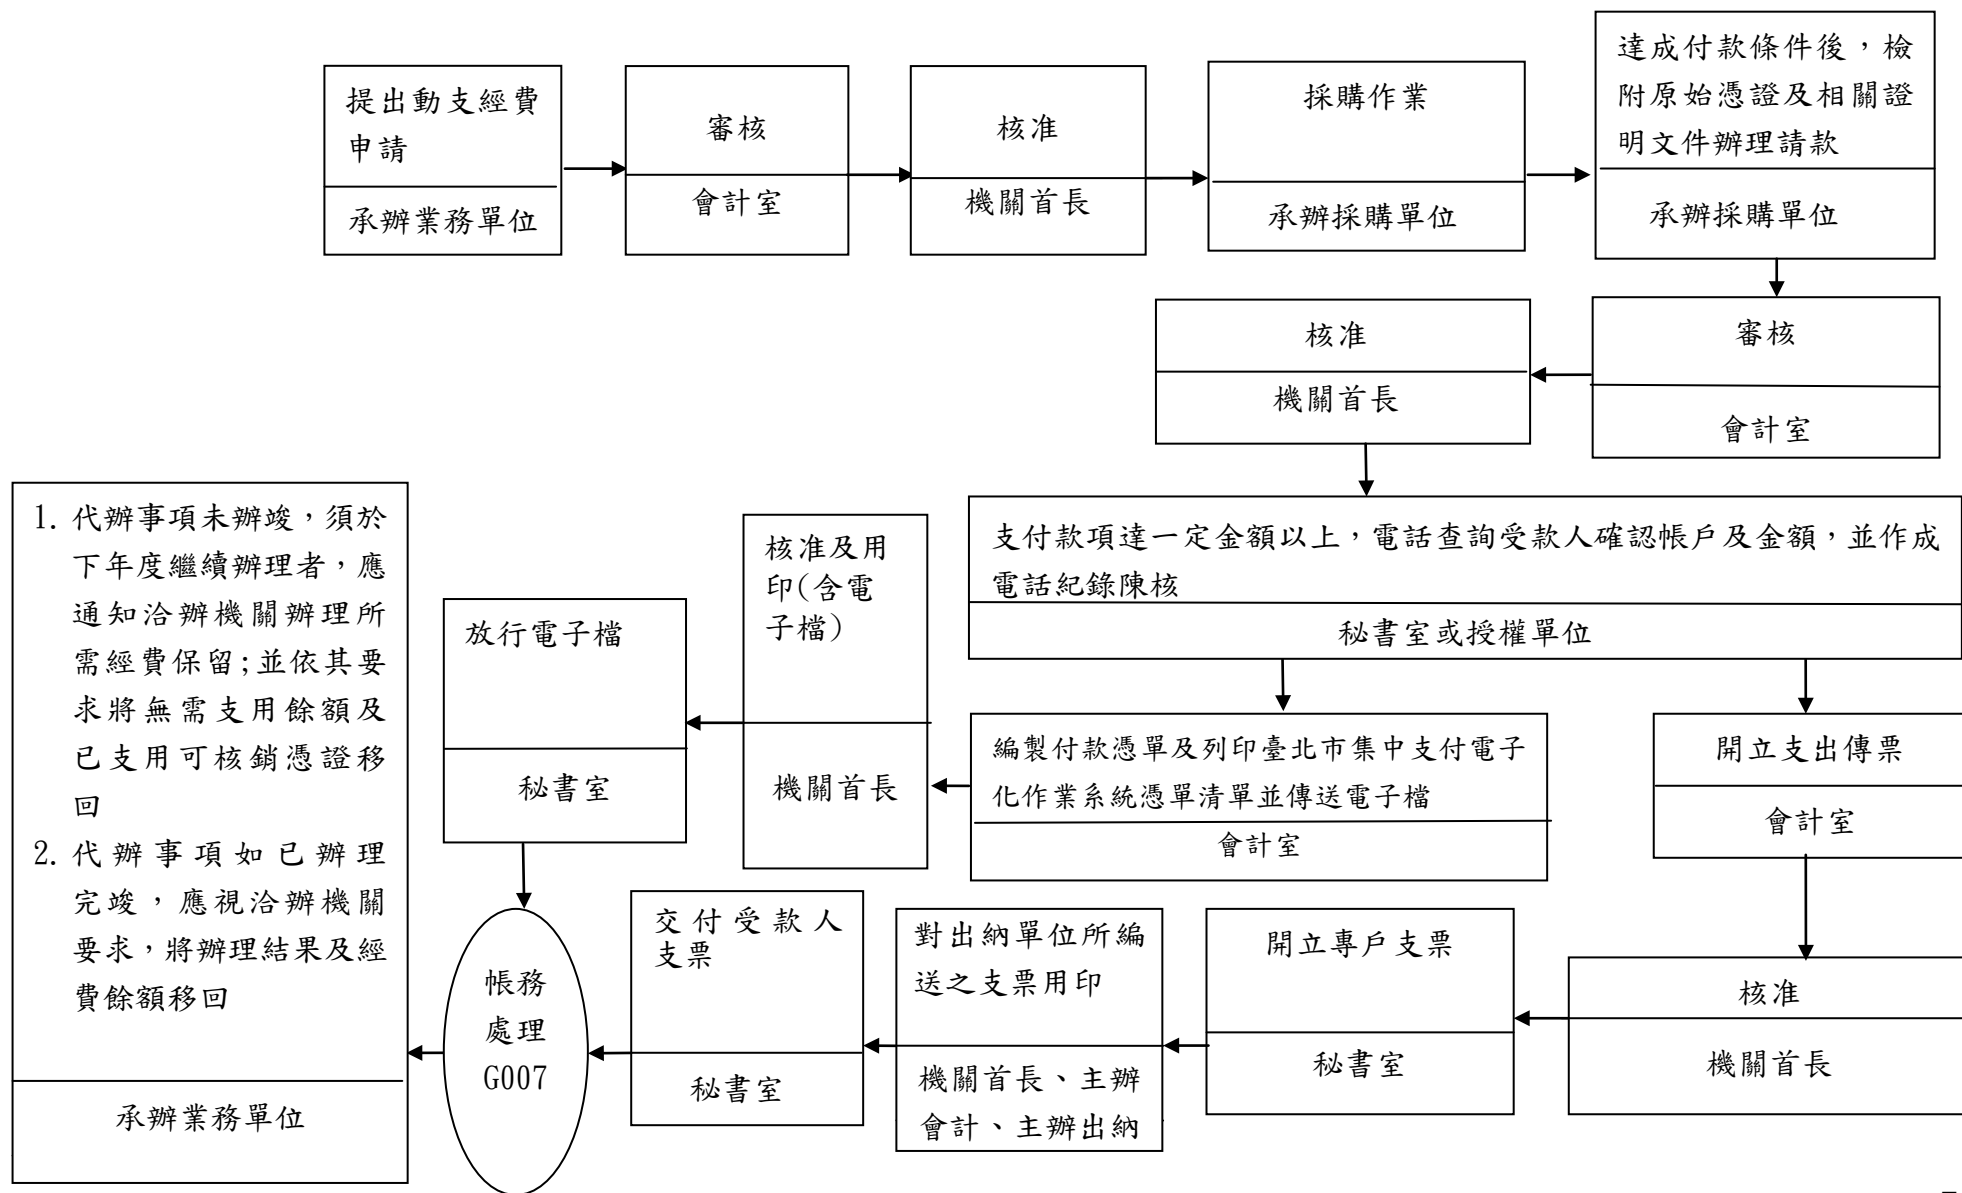 提出動支經費
申請
承辦業務單位
審核
會計室
核准
機關首長
採購作業
承辦採購單位
達成付款條件後，檢
附原始憑證及相關證
明文件辦理請款
承辦採購單位
審核
會計室
核准
機關首長
支付款項達一定金額以上，電話查詢受款人確認帳戶及金額，並作成
電話紀錄陳核
秘書室或授權單位
編製付款憑單及列印臺北市集中支付電子
化作業系統憑單清單並傳送電子檔
會計室
核准及用
印(含電
子檔)
機關首長
放行電子檔
秘書室
開立支出傳票
會計室
核准
機關首長
開立專戶支票
秘書室
對出納單位所編
送之支票用印
機關首長、主辦
會計、主辦出納
交付受款人
支票
秘書室
帳務
處理
G007
1. 代辦事項未辦竣，須於
下年度繼續辦理者，應
通知洽辦機關辦理所
需經費保留;並依其要
求將無需支用餘額及
已支用可核銷憑證移
回
2. 代辦事項如已辦理
完竣，應視洽辦機關
要求，將辦理結果及經
費餘額移回
承辦業務單位